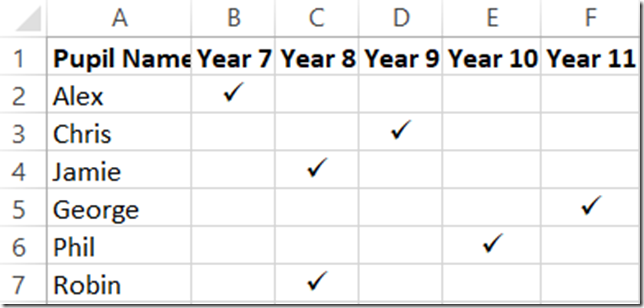 A B C D E F
1 Pupil Name Year 7 Year 8 Year 9 Year 10 Year 11
2 Alex ✓
3 Chris ✓
4 Jamie ✓
5 George ✓
6 Phil ✓
7 Robin ✓